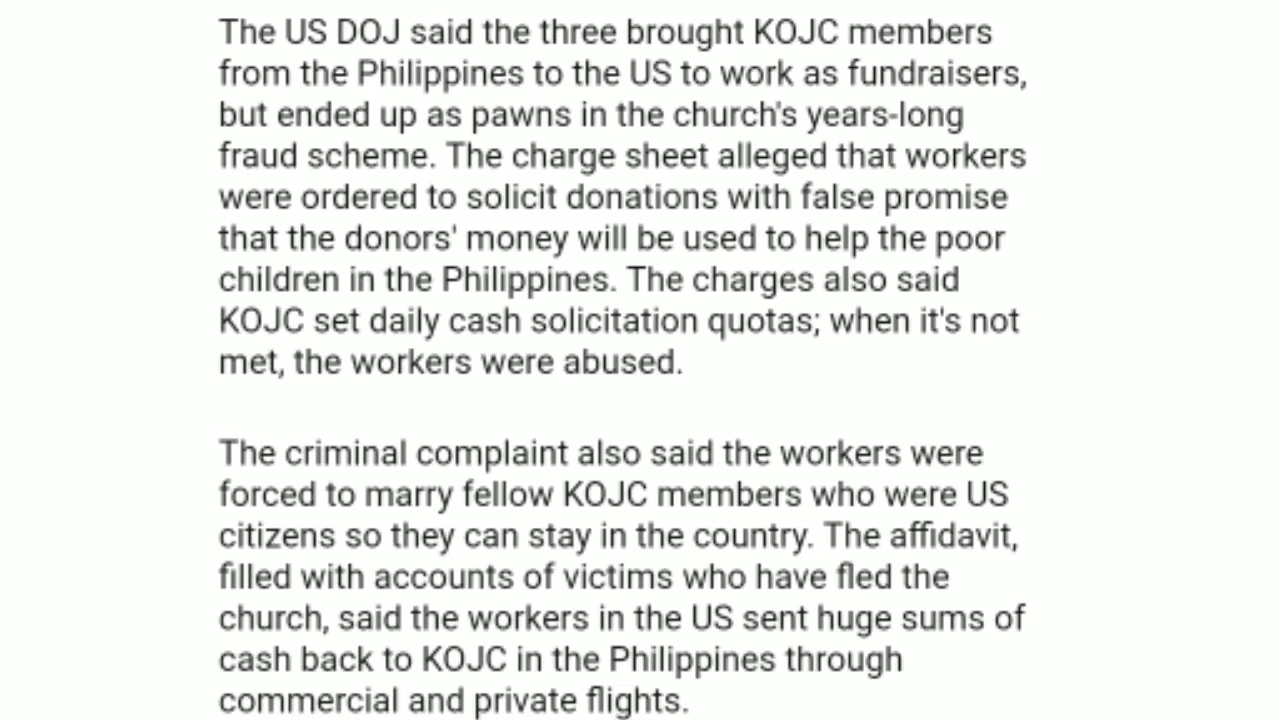 The US DOJ said the three brought KOJC members
from the Philippines to the US to work as fundraisers,
but ended up as pawns in the church's years-long
fraud scheme. The charge sheet alleged that workers
were ordered to solicit donations with false promise
that the donors' money will be used to help the poor
children in the Philippines. The charges also said
KOJC set daily cash solicitation quotas; when it's not
met, the workers were abused.
The criminal complaint also said the workers were
forced to marry fellow KOJC members who were US
citizens so they can stay in the country. The affidavit,
filled with accounts of victims who have fled the
church, said the workers in the US sent huge sums of
cash back to KOJC in the Philippines through
commercial and private flights.